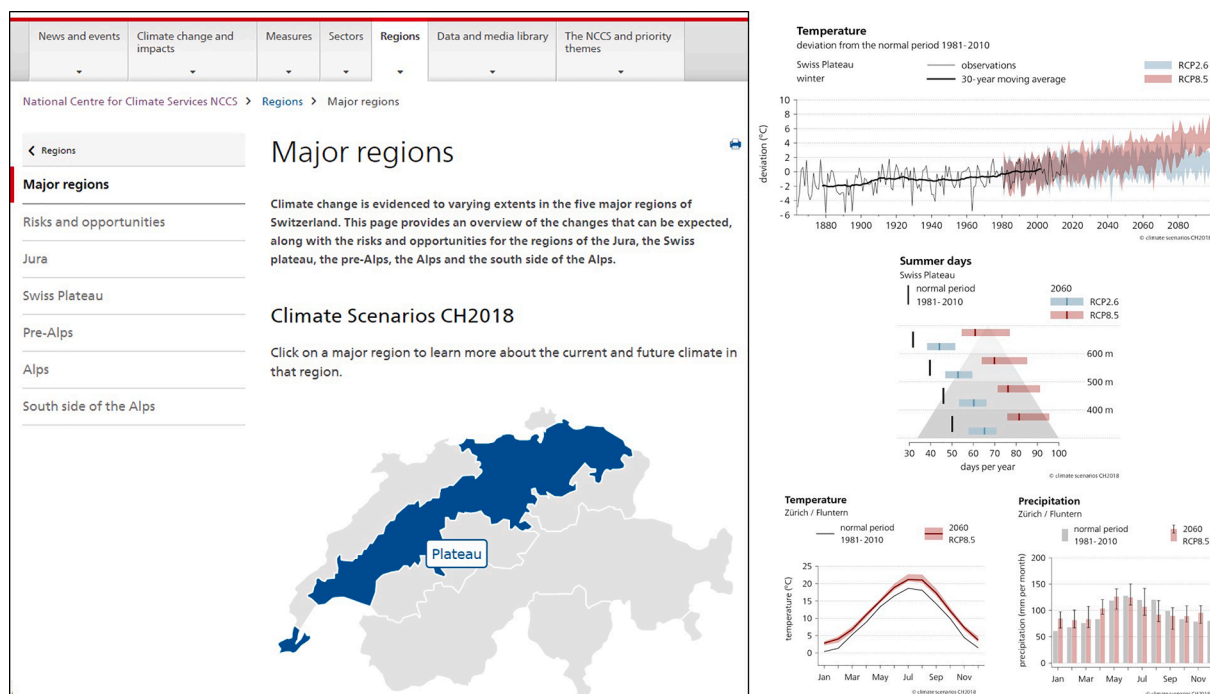 News and events
Climate change and
impacts
Measures
Sectors
Regions
Data and media library
The NCCS and priority
themes
National Centre for Climate Services NCCS > Regions > Major regions
Regions
Major regions
Risks and opportunities
Jura
Swiss Plateau
Pre-Alps
Alps
South side of the Alps
Major regions
Climate change is evidenced to varying extents in the five major regions of
Switzerland. This page provides an overview of the changes that can be expected,
along with the risks and opportunities for the regions of the Jura, the Swiss
plateau, the pre-Alps, the Alps and the south side of the Alps.
Climate Scenarios CH2018
Click on a major region to learn more about the current and future climate in
that region.
Plateau
Temperature
deviation from the normal period 1981-2010
Swiss Plateau
winter
observations
30-year moving average
RCP2.6
RCP8.5
deviation (°C)
10
8
6
4
2
0
-2
-4
-6
1880 1900 1920 1940 1960 1980 2000 2020 2040 2060 2080
© climate scenarios CH2018
Summer days
Swiss Plateau
normal period
1981-2010
2060
RCP2.6
RCP8.5
600 m
500 m
400 m
30 40 50 60 70 80 90 100
days per year
© climate scenarios CH2018
Temperature
Zürich / Fluntern
normal period
1981-2010
2060
RCP8.5
temperature (°C)
25
20
15
10
5
0
Jan Mar May Jul Sep Nov
© climate scenarios CH2018
Precipitation
Zürich / Fluntern
normal period
1981-2010
2060
RCP8.5
precipitation (mm per month)
200
150
100
50
0
Jan Mar May Jul Sep Nov
© climate scenarios CH2018